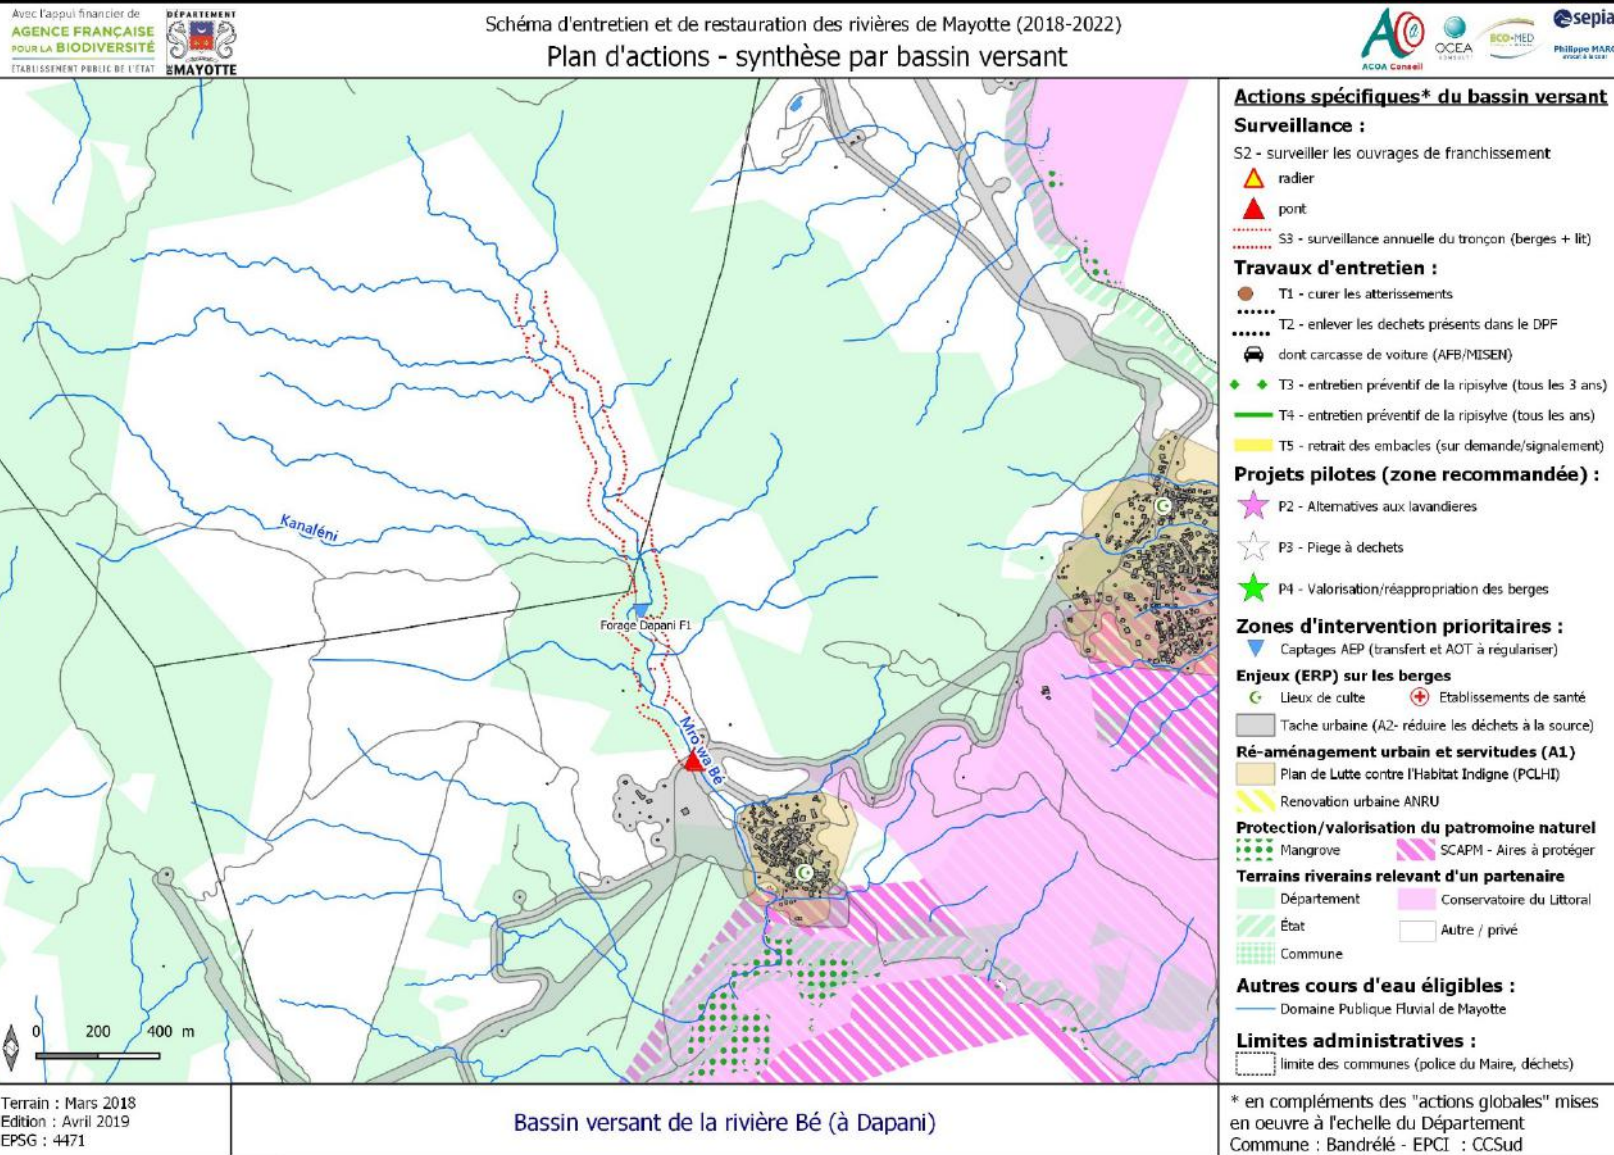 Avec l'appui financier de
AGENCE FRANÇAISE
POUR LA BIODIVERSITÉ
ÉTABLISSEMENT PUBLIC DE L'ÉTAT
DÉPARTEMENT
MAYOTTE
Schéma d'entretien et de restauration des rivières de Mayotte (2018-2022)
Plan d'actions - synthèse par bassin versant
ACOA Conseil
OCEA
CONSULT'
ECO-MED
sepia
Philippe MARC
Kanaléni
Forage Dapani F1
Mro wa Bé
0 200 400 m
Actions spécifiques* du bassin versant
Surveillance :
S2 - surveiller les ouvrages de franchissement
radier
pont
S3 - surveillance annuelle du tronçon (berges + lit)
Travaux d'entretien :
T1 - curer les atterissements
T2 - enlever les dechets présents dans le DPF
dont carcasse de voiture (AFB/MISEN)
T3 - entretien préventif de la ripisylve (tous les 3 ans)
T4 - entretien préventif de la ripisylve (tous les ans)
T5 - retrait des embacles (sur demande/signalement)
Projets pilotes (zone recommandée) :
P2 - Alternatives aux lavandieres
P3 - Piege à dechets
P4 - Valorisation/réappropriation des berges
Zones d'intervention prioritaires :
Captages AEP (transfert et AOT à régulariser)
Enjeux (ERP) sur les berges
Lieux de culte Etablissements de santé
Tache urbaine (A2- réduire les déchets à la source)
Ré-aménagement urbain et servitudes (A1)
Plan de Lutte contre l'Habitat Indigne (PCLHI)
Renovation urbaine ANRU
Protection/valorisation du patromoine naturel
Mangrove SCAPM - Aires à protéger
Terrains riverains relevant d'un partenaire
Département Conservatoire du Littoral
État Autre / privé
Commune
Autres cours d'eau éligibles :
Domaine Publique Fluvial de Mayotte
Limites administratives :
limite des communes (police du Maire, déchets)
Terrain : Mars 2018
Edition : Avril 2019
EPSG : 4471
Bassin versant de la rivière Bé (à Dapani)
* en compléments des "actions globales" mises
en oeuvre à l'echelle du Département
Commune : Bandrélé - EPCI : CCSud